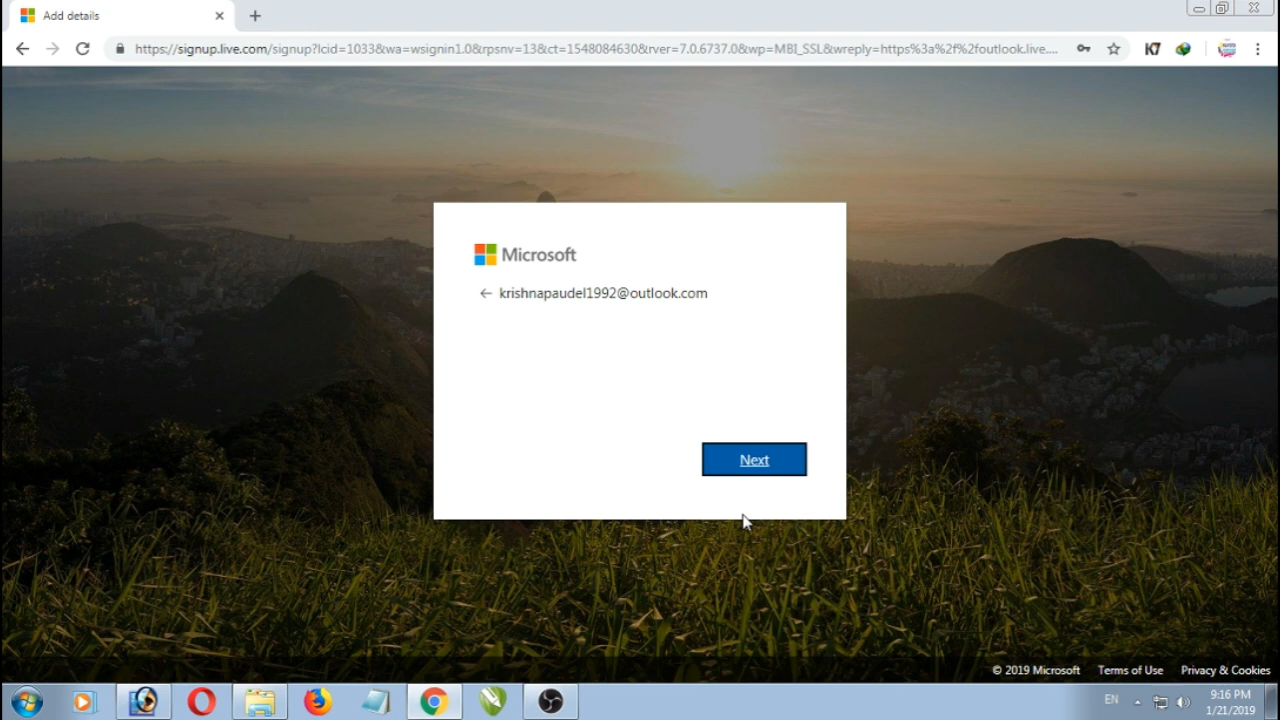 Add details
https://signup.live.com/signup?lcid=1033&wa=wsignin1.0&rpsnv=13&ct=1548084630&rver=7.0.6737.0&wp=MBI_SSL&wreply=https%3a%2f%2foutlook.live....
K7
Microsoft
krishnapaudel1992@outlook.com
Next
© 2019 Microsoft Terms of Use Privacy & Cookies
EN
9:16 PM
1/21/2019